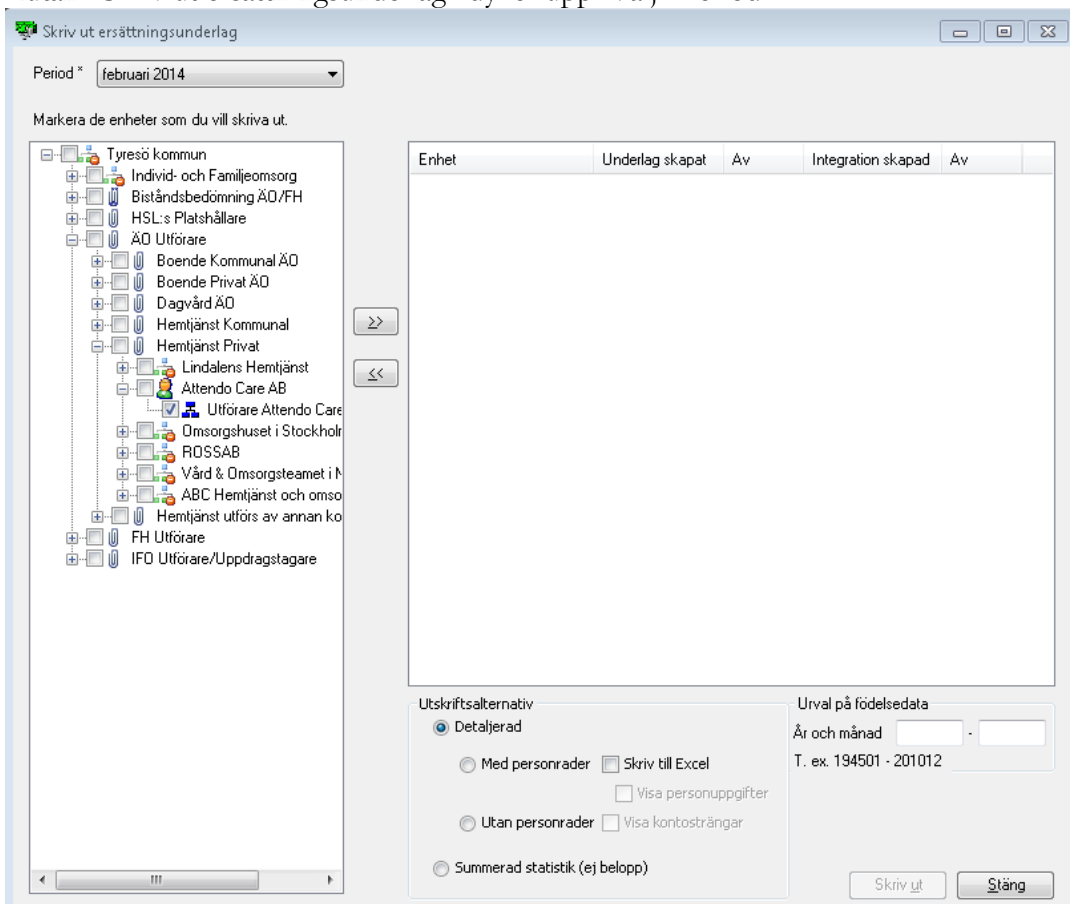 Skriv ut ersättningsunderlag
Period * februari 2014
Markera de enheter som du vill skriva ut.
Tyresö kommun
Individ- och Familjeomsorg
Biståndsbedömning ÄO/FH
HSL:s Platshållare
ÄO Utförare
Boende Kommunal ÄO
Boende Privat ÄO
Dagvård ÄO
Hemtjänst Kommunal
Hemtjänst Privat
Lindalens Hemtjänst
Attendo Care AB
Utförare Attendo Care
Omsorgshuset i Stockholm
ROSSAB
Vård & Omsorgsteamet i N
ABC Hemtjänst och omso
Hemtjänst utförs av annan ko
FH Utförare
IFO Utförare/Uppdragstagare
>>
<<
Enhet Underlag skapat Av Integration skapad Av
Utskriftsalternativ
Detaljerad
Med personrader Skriv till Excel
Visa personuppgifter
Utan personrader Visa kontosträngar
Summerad statistik (ej belopp)
Urval på födelsedata
År och månad -
T. ex. 194501 - 201012
Skriv ut Stäng